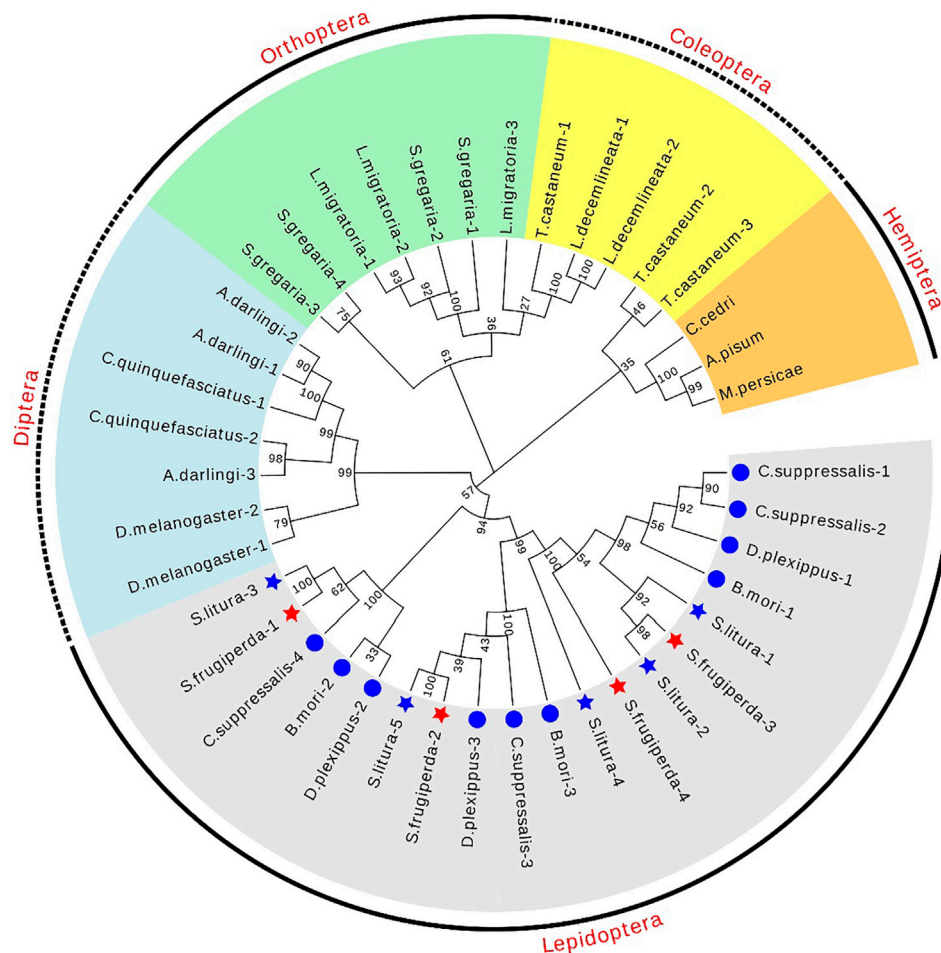 Orthoptera
Coleoptera
Hemiptera
Diptera
Lepidoptera
S.gregaria-3
S.gregaria-4
L.migratoria-1
L.migratoria-2
S.gregaria-2
S.gregaria-1
L.migratoria-3
T.castaneum-1
L.decemlineata-1
L.decemlineata-2
T.castaneum-2
T.castaneum-3
C.cedri
A.pisum
M.persicae
C.suppressalis-1
C.suppressalis-2
D.plexippus-1
B.mori-1
S.litura-1
S.frugiperda-3
S.litura-2
S.frugiperda-4
S.litura-4
B.mori-3
C.suppressalis-3
D.plexippus-3
S.frugiperda-2
S.litura-5
D.plexippus-2
B.mori-2
C.suppressalis-4
S.frugiperda-1
S.litura-3
D.melanogaster-1
D.melanogaster-2
A.darlingi-3
C.quinquefasciatus-2
C.quinquefasciatus-1
A.darlingi-1
A.darlingi-2
75
93
92
100
36
27
100
100
61
46
35
100
99
90
100
99
98
99
79
57
94
99
100
54
98
56
92
90
92
98
100
62
100
33
100
39
43
100